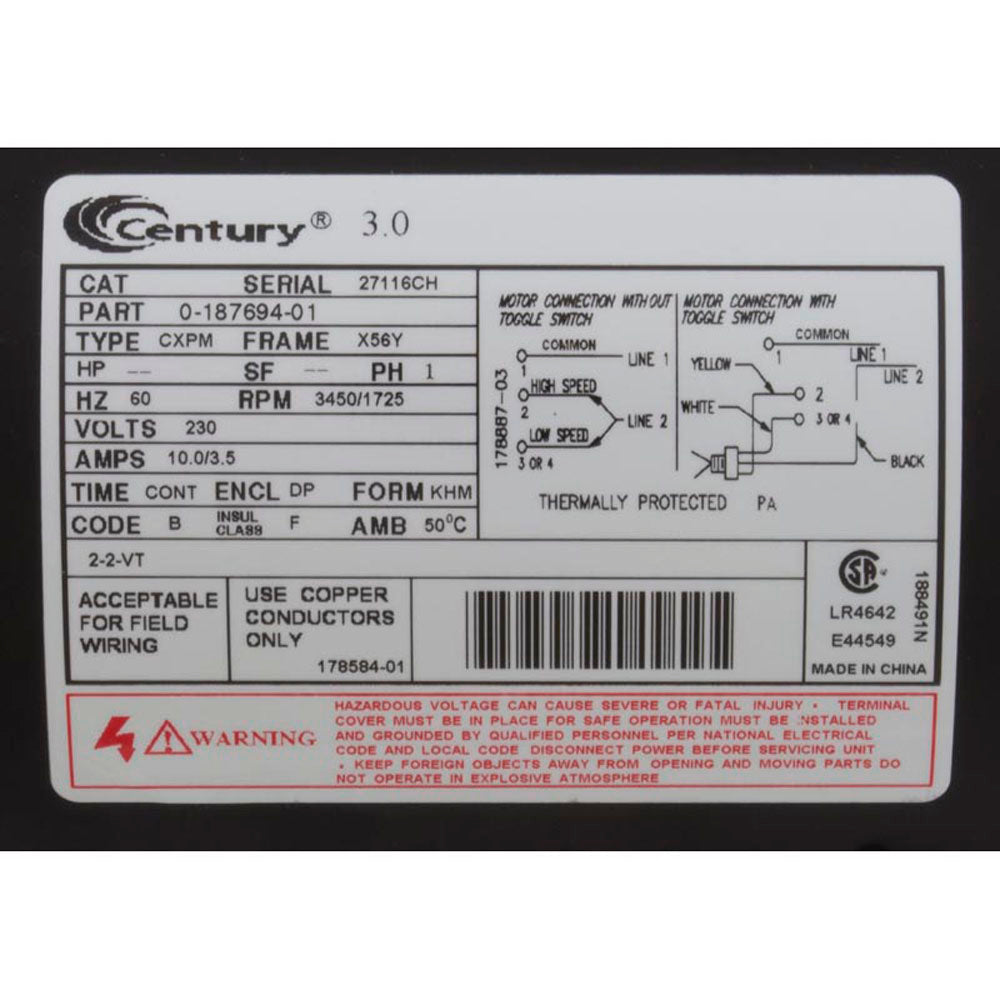 Century® 3.0
CAT SERIAL 27116CH
PART 0-187694-01
TYPE CXPM FRAME X56Y
HP -- SF -- PH 1
HZ 60 RPM 3450/1725
VOLTS 230
AMPS 10.0/3.5
TIME CONT ENCL DP FORM KHM
CODE B INSUL CLASS F AMB 50°C
2-2-VT
MOTOR CONNECTION WITH OUT
TOGGLE SWITCH
COMMON
1
LINE 1
HIGH SPEED
2
LINE 2
LOW SPEED
3 OR 4
178887-03
MOTOR CONNECTION WITH
TOGGLE SWITCH
COMMON
1
LINE 1
LINE 2
YELLOW
2
WHITE
3 OR 4
BLACK
THERMALLY PROTECTED PA
ACCEPTABLE
FOR FIELD
WIRING
USE COPPER
CONDUCTORS
ONLY
178584-01
SA
LR4642
E44549
188491N
MADE IN CHINA
WARNING
HAZARDOUS VOLTAGE CAN CAUSE SEVERE OR FATAL INJURY • TERMINAL
COVER MUST BE IN PLACE FOR SAFE OPERATION MUST BE INSTALLED
AND GROUNDED BY QUALIFIED PERSONNEL PER NATIONAL ELECTRICAL
CODE AND LOCAL CODE DISCONNECT POWER BEFORE SERVICING UNIT
• KEEP FOREIGN OBJECTS AWAY FROM OPENING AND MOVING PARTS DO
NOT OPERATE IN EXPLOSIVE ATMOSPHERE